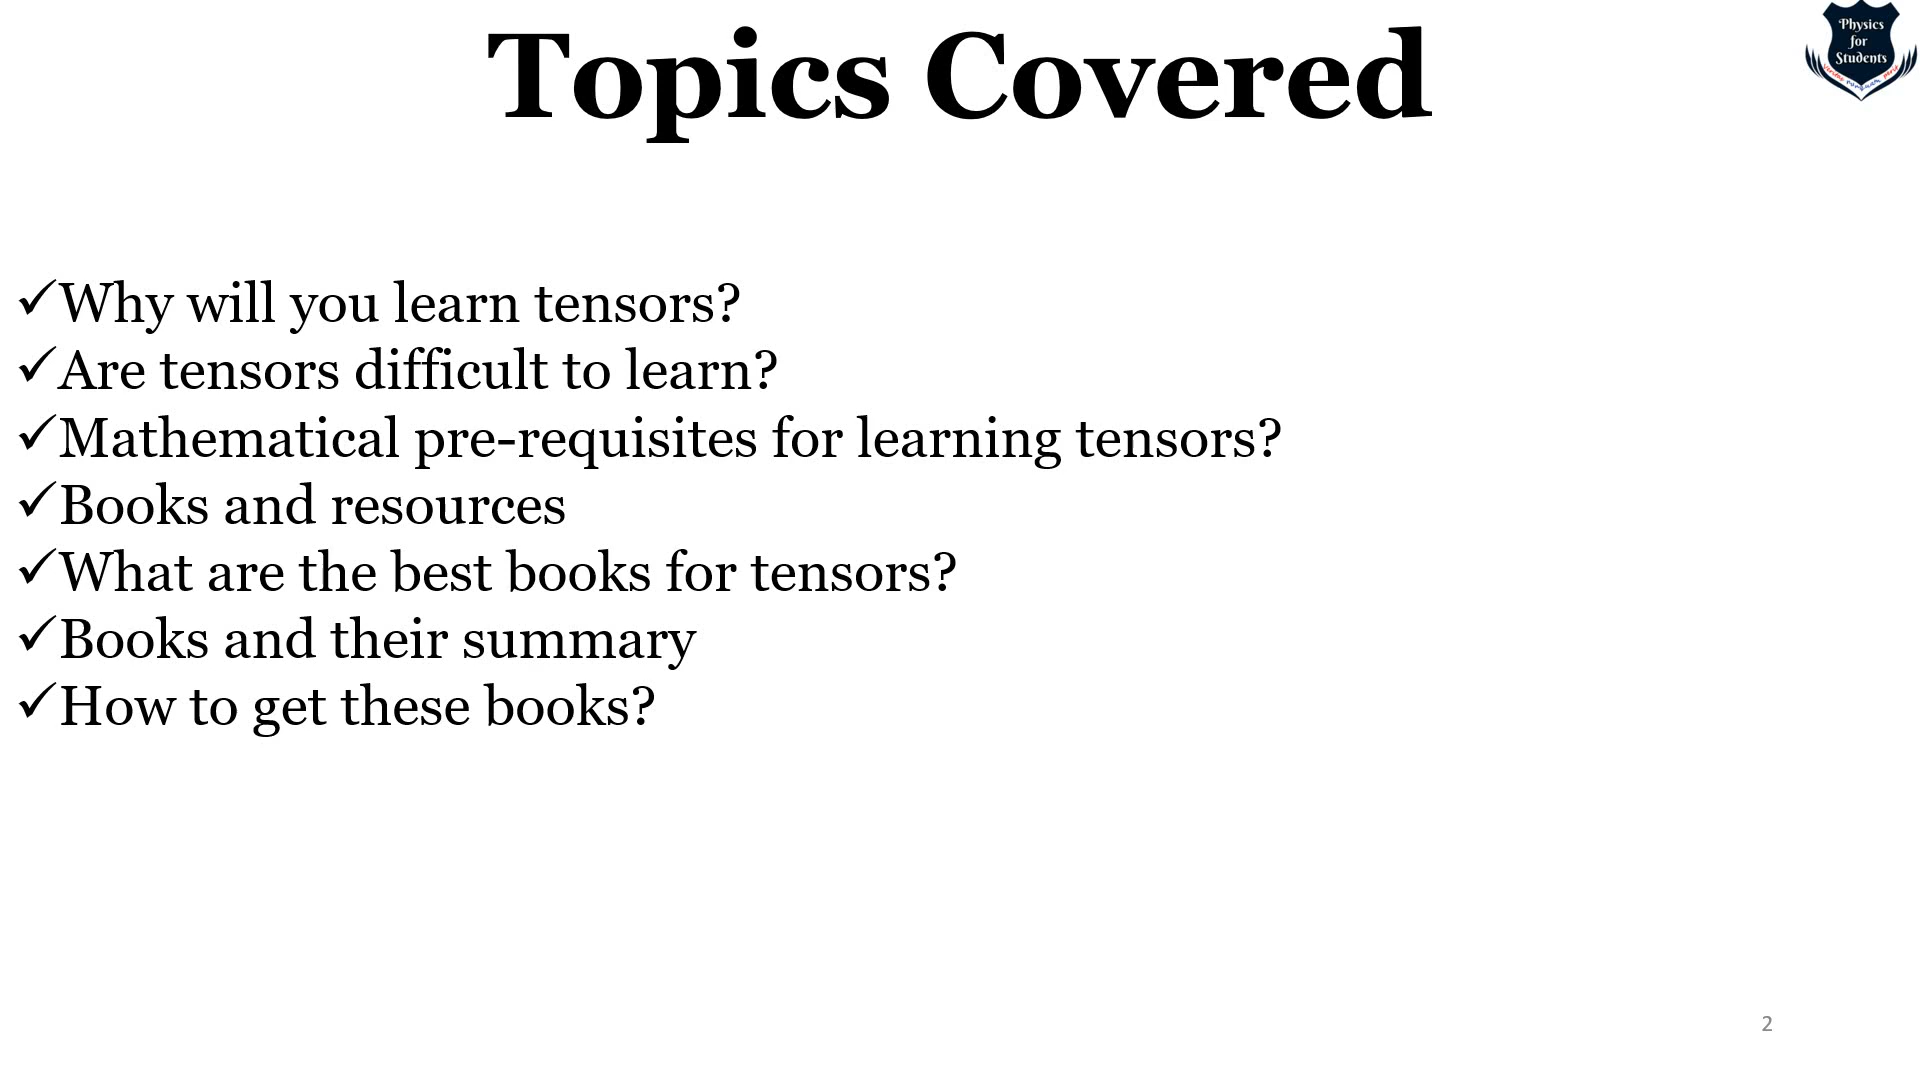 Topics Covered
Physics
for
Students
✓Why will you learn tensors?
✓Are tensors difficult to learn?
✓Mathematical pre-requisites for learning tensors?
✓Books and resources
✓What are the best books for tensors?
✓Books and their summary
✓How to get these books?
2